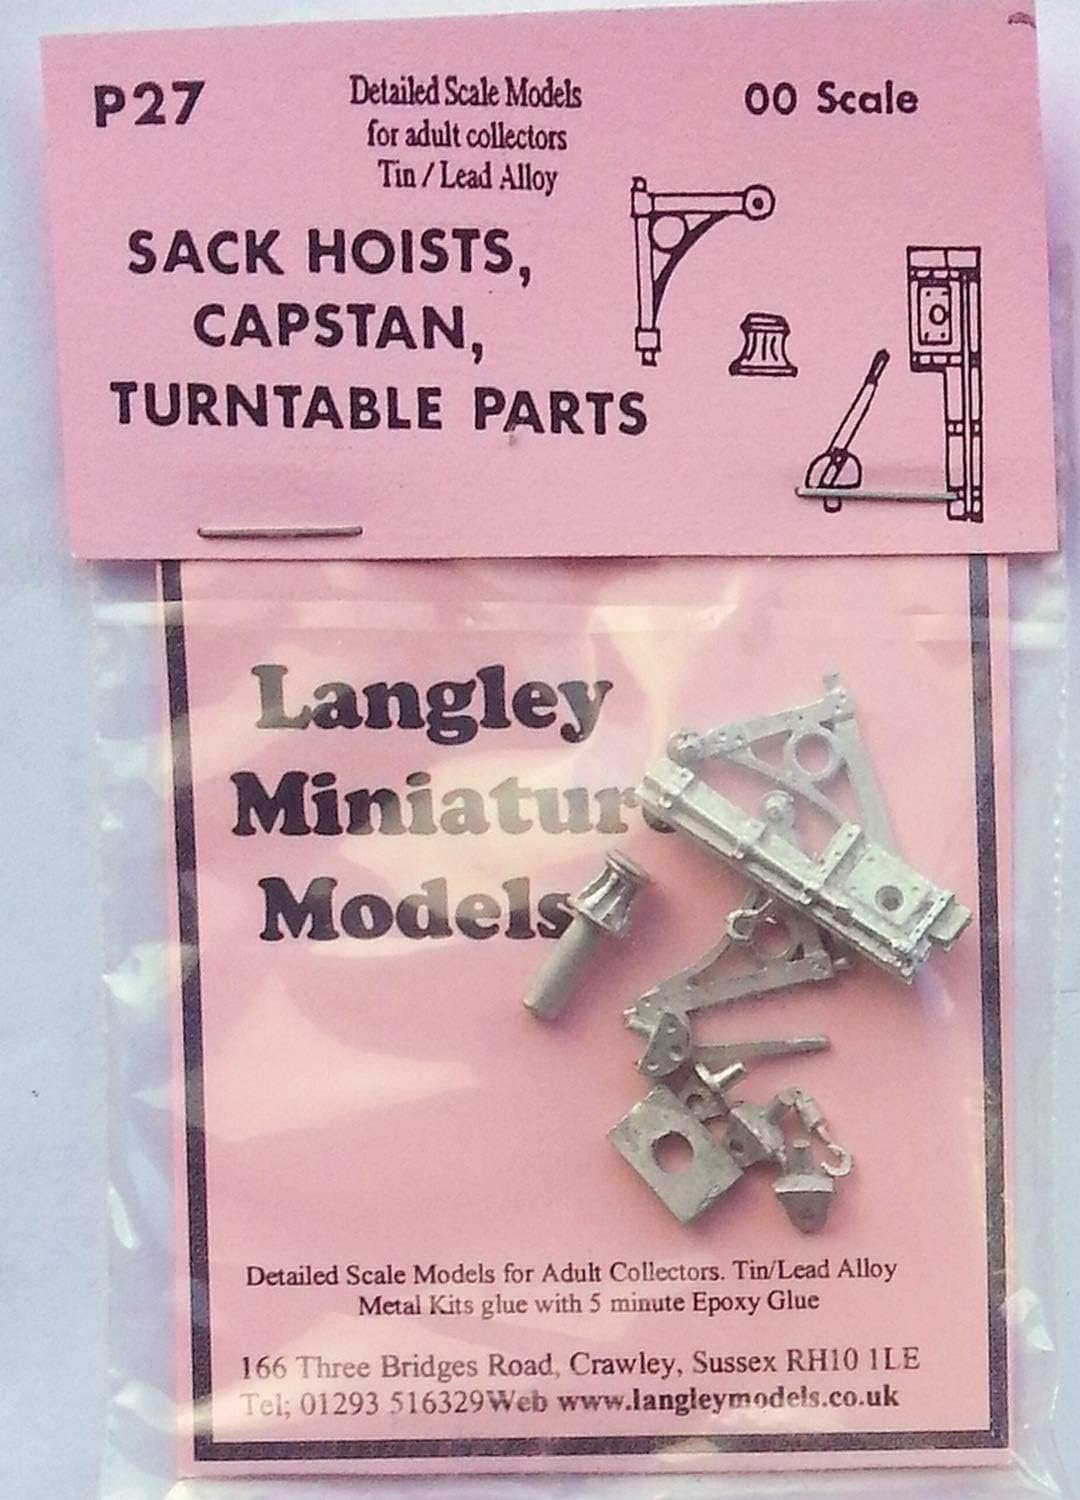 P27
Detailed Scale Models
for adult collectors
Tin / Lead Alloy
OO Scale
SACK HOISTS,
CAPSTAN,
TURNTABLE PARTS
Langley
Miniature
Models
Detailed Scale Models for Adult Collectors. Tin/Lead Alloy
Metal Kits glue with 5 minute Epoxy Glue
166 Three Bridges Road, Crawley, Sussex RH10 1LE
Tel; 01293 516329Web www.langleymodels.co.uk